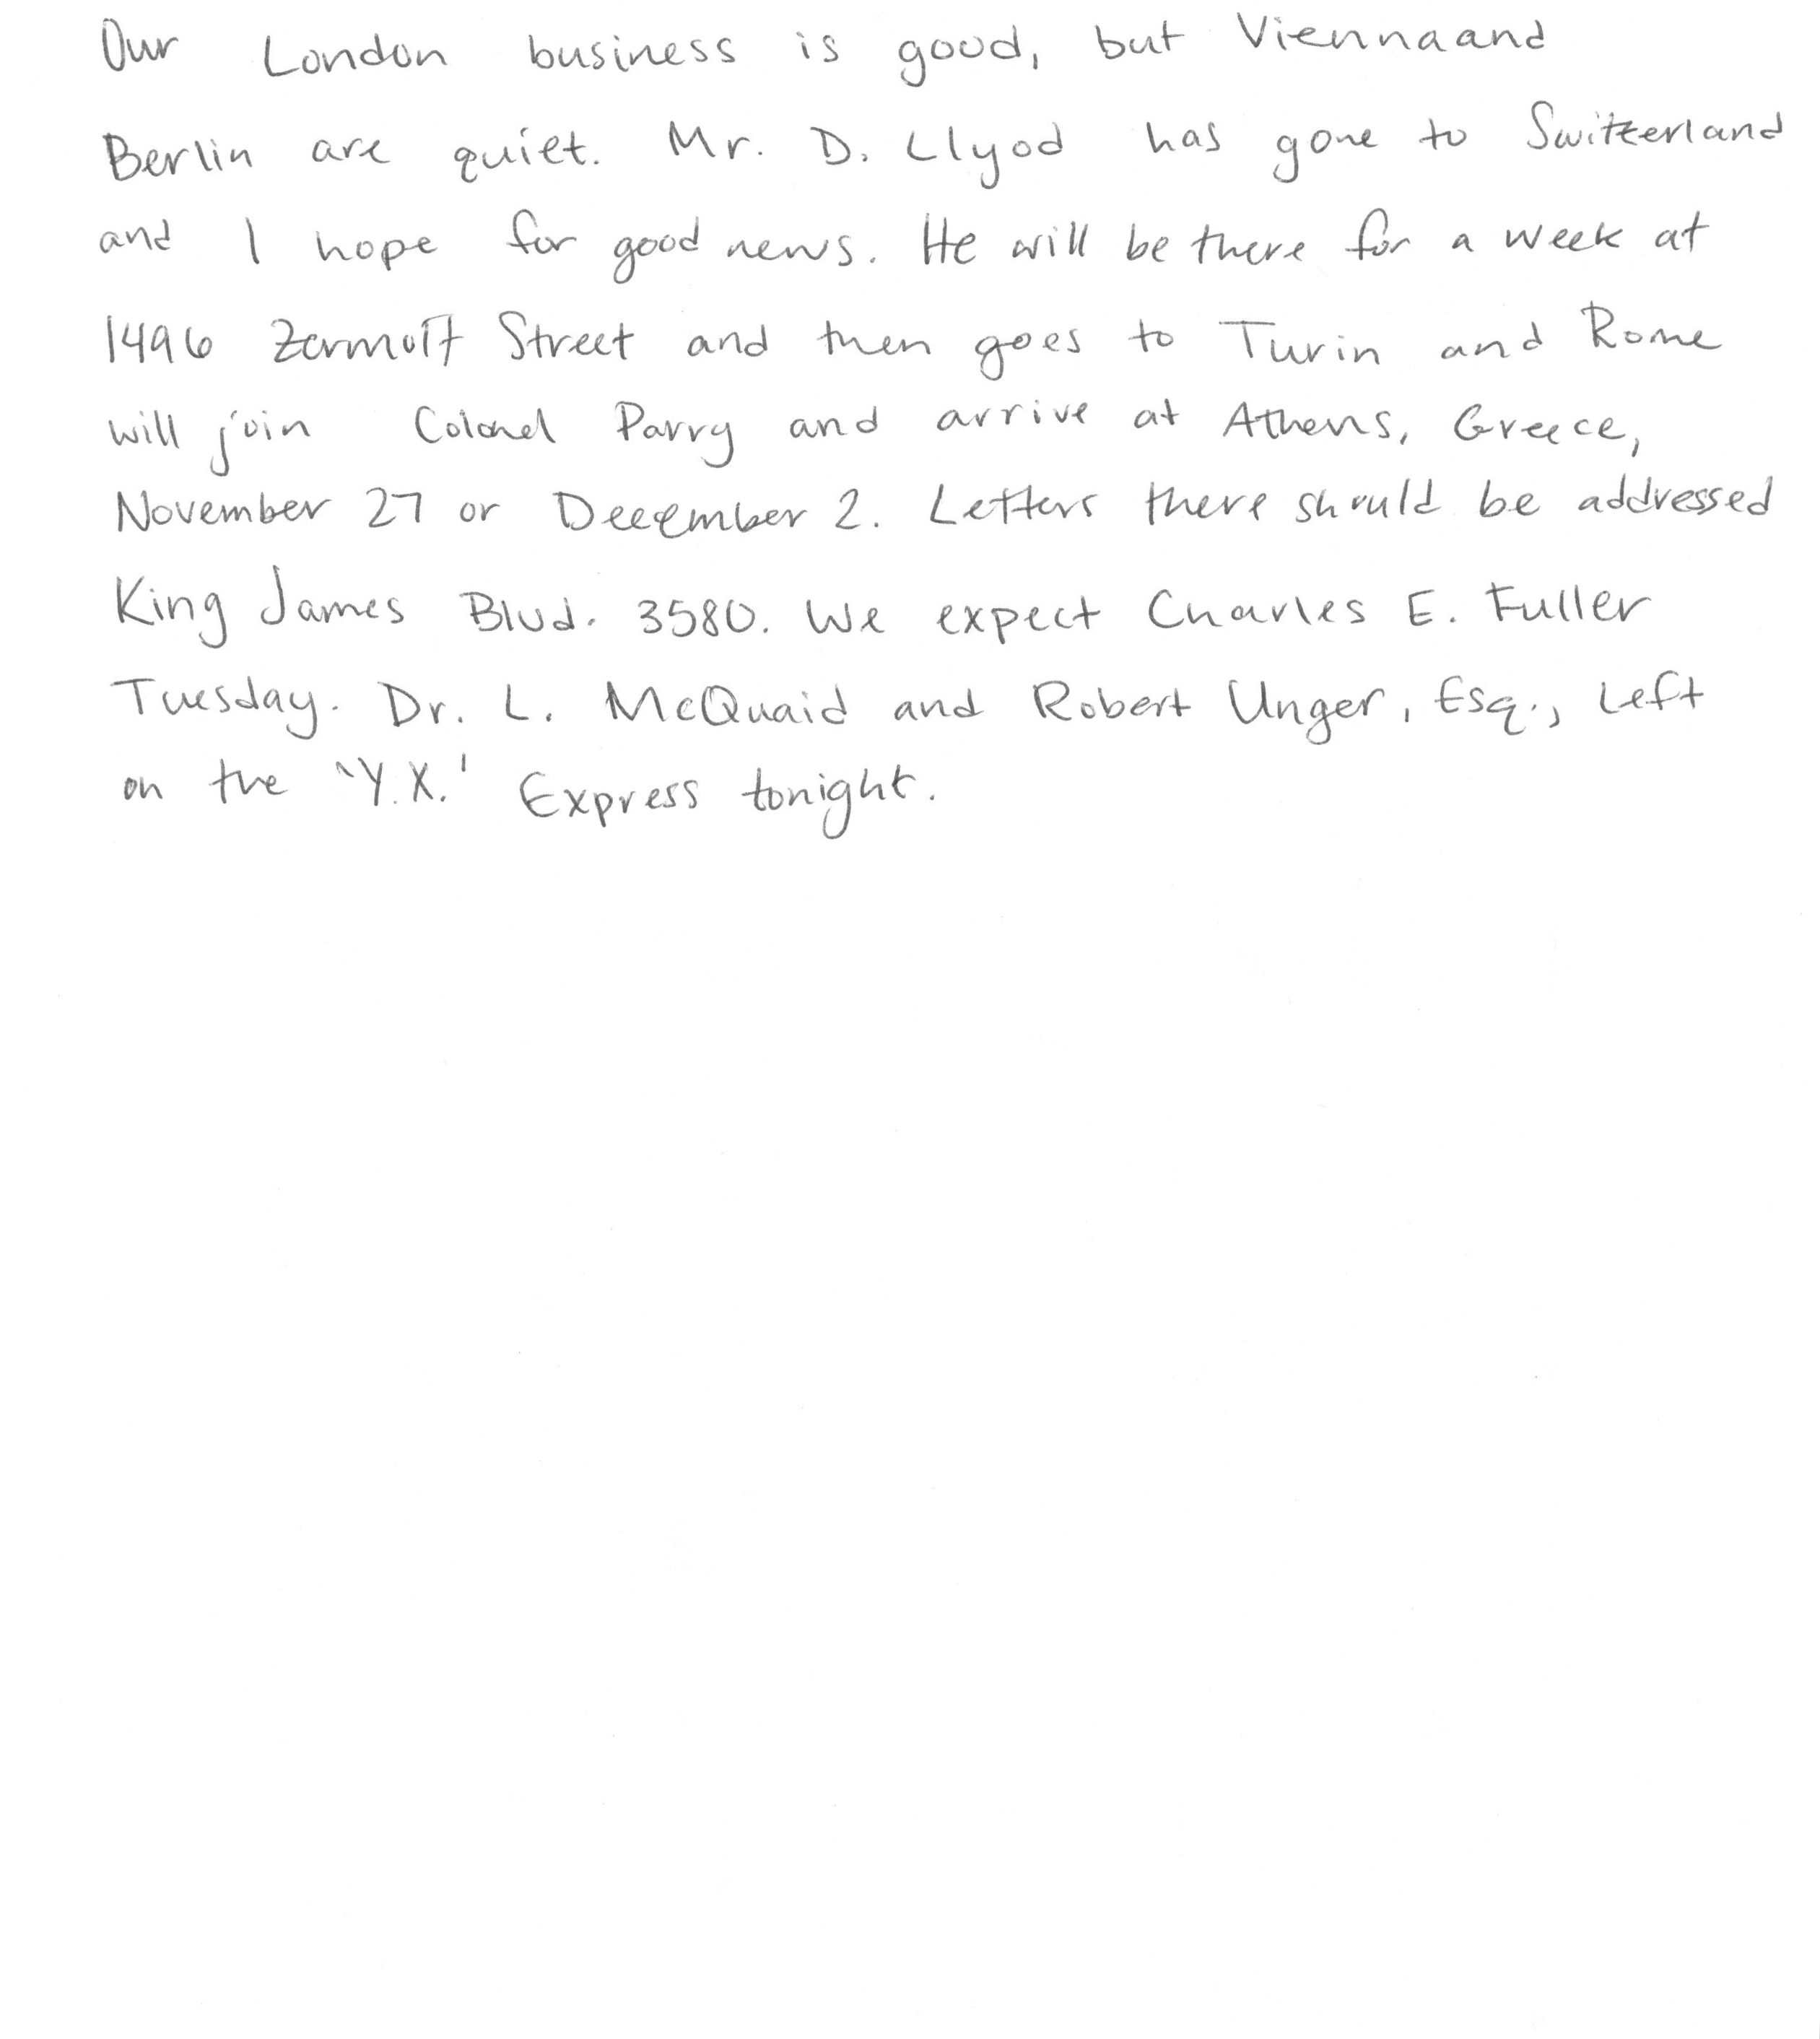 Our London business is good, but Vienna and
Berlin are quiet. Mr. D. Llyod has gone to Switzerland
and I hope for good news. He will be there for a week at
1496 Zermott Street and then goes to Turin and Rome
will join Colonel Parry and arrive at Athens, Greece,
November 27 or December 2. Letters there should be addressed
King James Blvd. 3580. We expect Charles E. Fuller
Tuesday. Dr. L. McQuaid and Robert Unger, Esq., left
on the 'Y.X.' Express tonight.